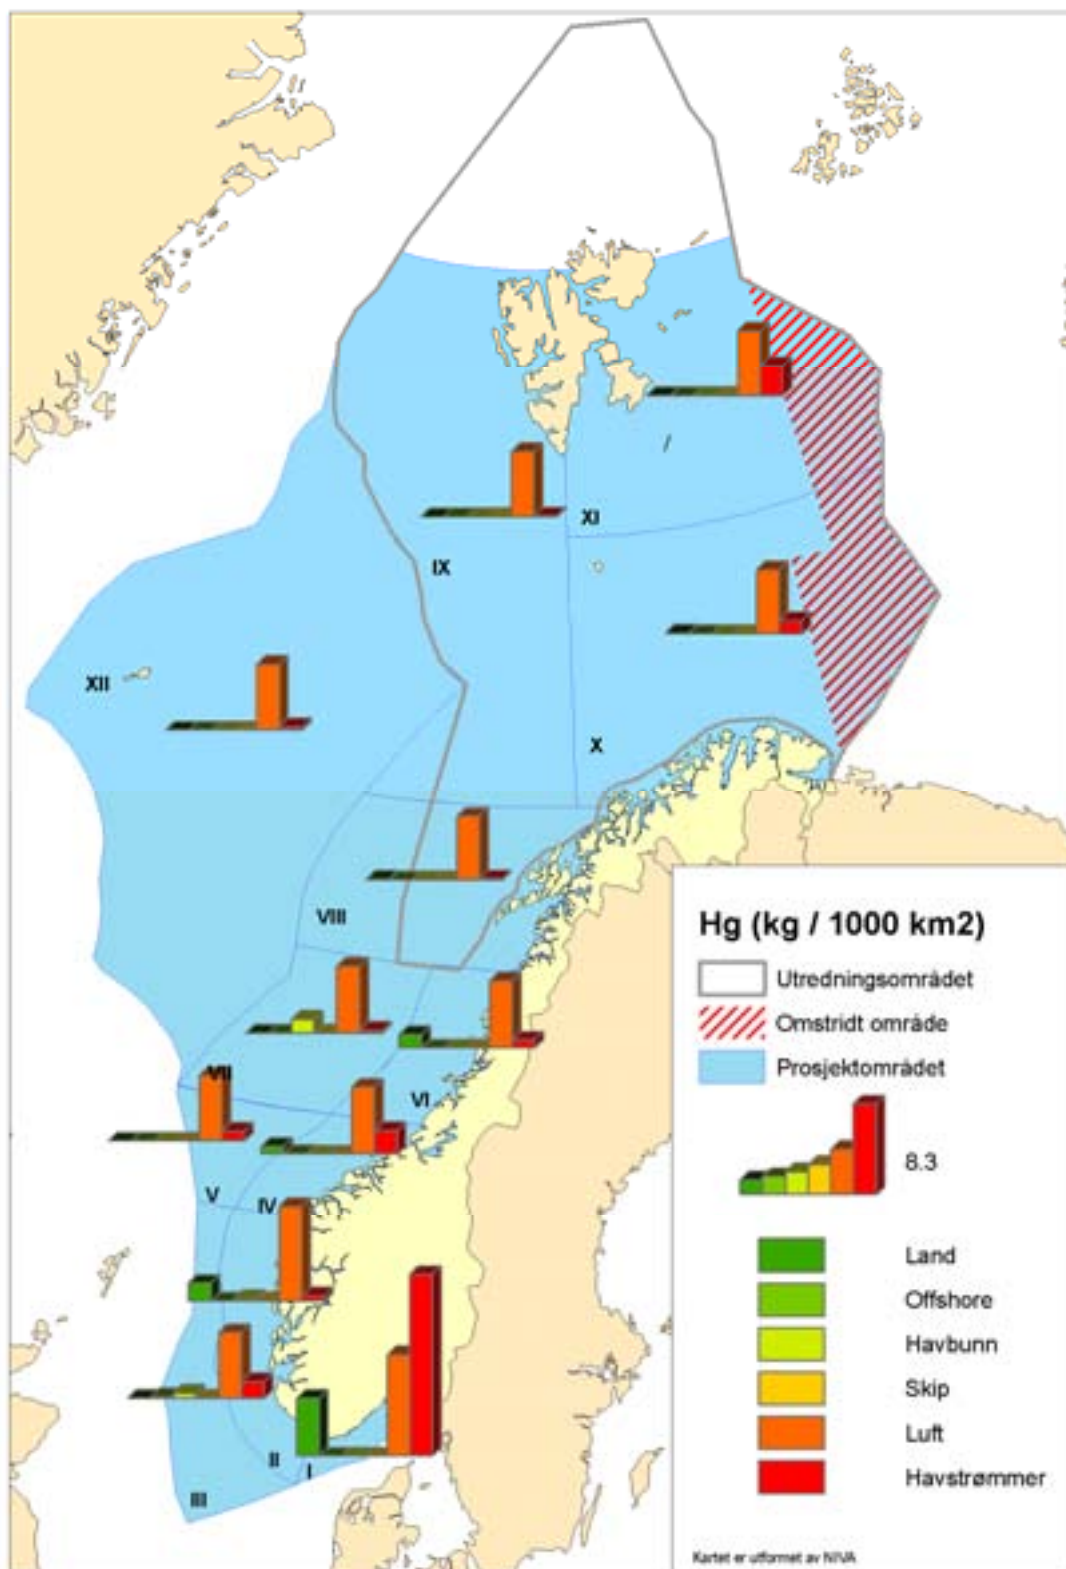 XI
IX
XII
X
VIII
VII
VI
V
IV
II
I
III
Hg (kg / 1000 km2)
Utredningsområdet
Omstridt område
Prosjektområdet
8.3
Land
Offshore
Havbunn
Skip
Luft
Havstrømmer
Kartet er utformet av NIVA